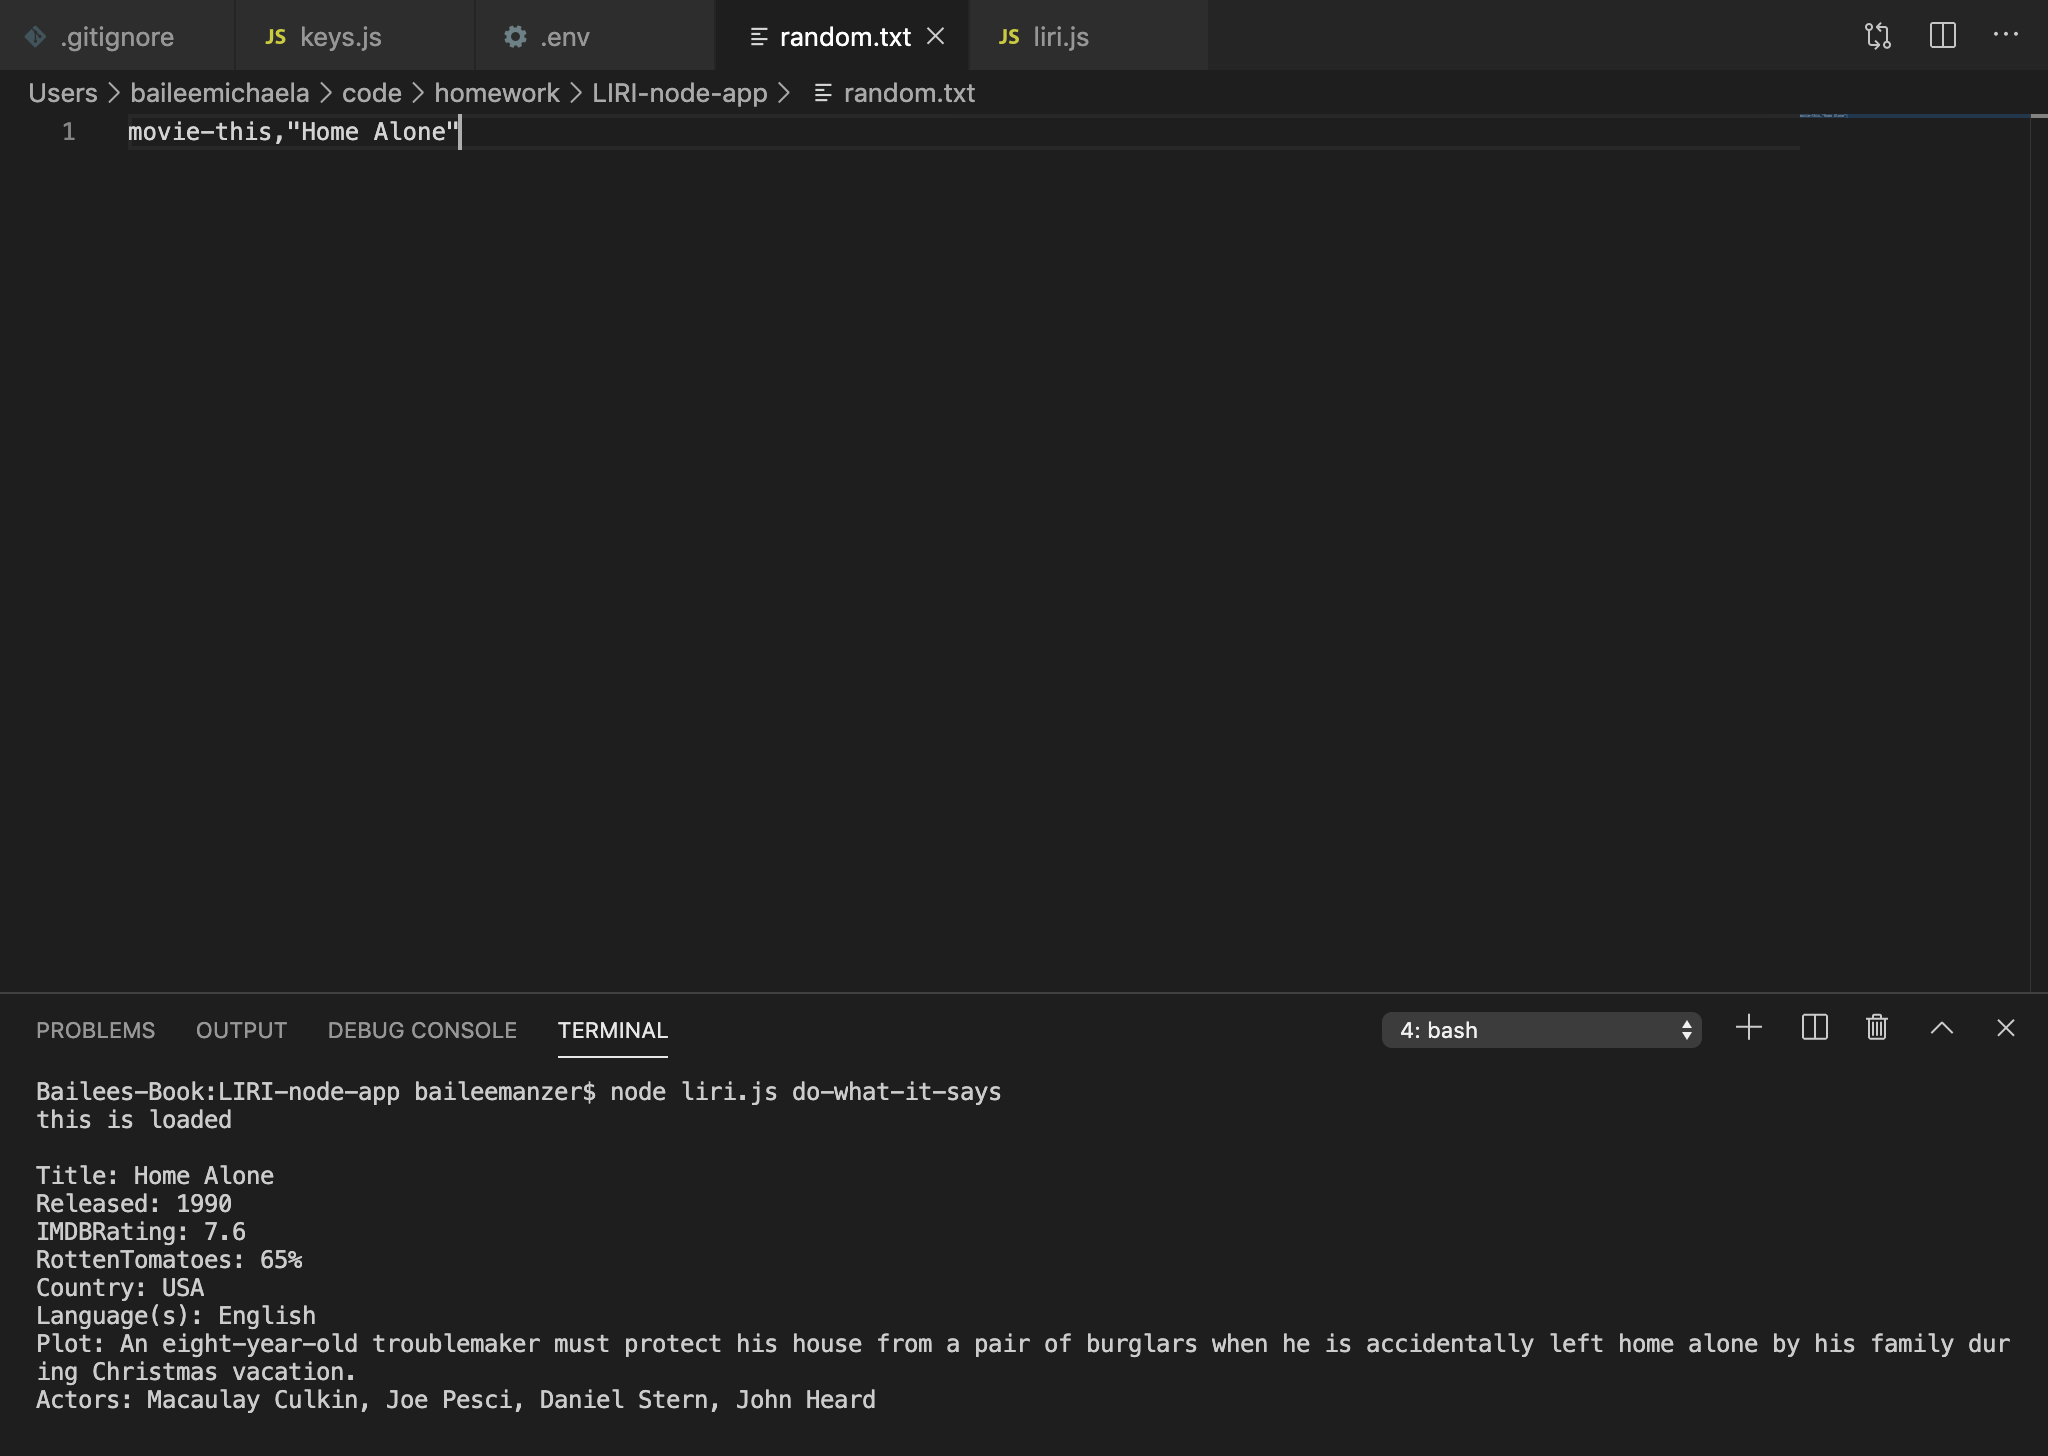 .gitignore JS keys.js .env random.txt JS liri.js
Users baileemichaela code homework LIRI-node-app random.txt
1 movie-this,"Home Alone"
PROBLEMS OUTPUT DEBUG CONSOLE TERMINAL 4: bash
Bailees-Book:LIRI-node-app baileemanzer$ node liri.js do-what-it-says
this is loaded
Title: Home Alone
Released: 1990
IMDBRating: 7.6
RottenTomatoes: 65%
Country: USA
Language(s): English
Plot: An eight-year-old troublemaker must protect his house from a pair of burglars when he is accidentally left home alone by his family dur
ing Christmas vacation.
Actors: Macaulay Culkin, Joe Pesci, Daniel Stern, John Heard